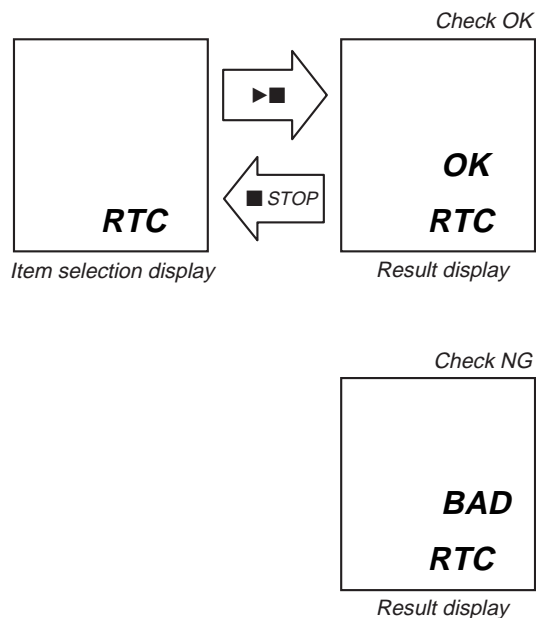 Check OK
▶■
OK
■ STOP
RTC
RTC
Item selection display
Result display
Check NG
BAD
RTC
Result display